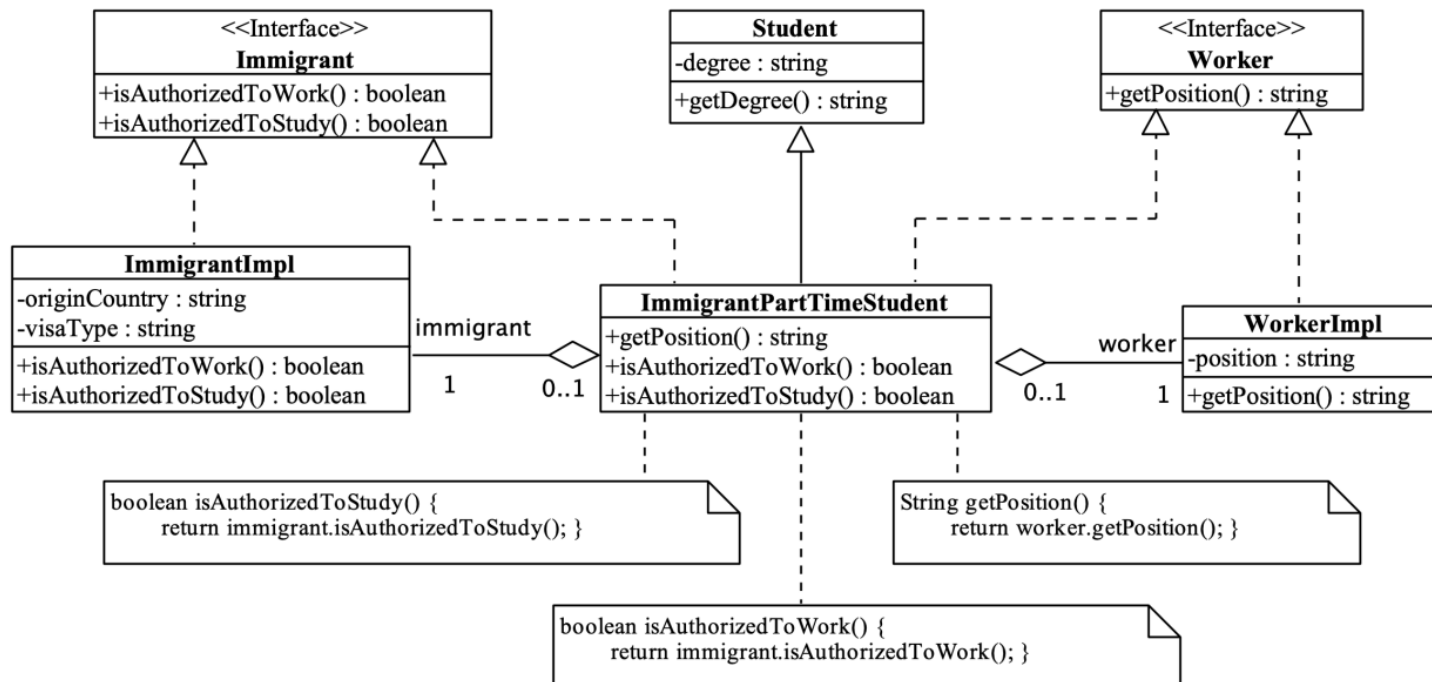 <<Interface>>
Immigrant
+isAuthorizedToWork() : boolean
+isAuthorizedToStudy() : boolean
Student
-degree : string
+getDegree() : string
<<Interface>>
Worker
+getPosition() : string
ImmigrantImpl
-originCountry : string
-visaType : string
+isAuthorizedToWork() : boolean
+isAuthorizedToStudy() : boolean
immigrant
1
0..1
ImmigrantPartTimeStudent
+getPosition() : string
+isAuthorizedToWork() : boolean
+isAuthorizedToStudy() : boolean
worker
0..1
1
WorkerImpl
-position : string
+getPosition() : string
boolean isAuthorizedToStudy() {
return immigrant.isAuthorizedToStudy(); }
String getPosition() {
return worker.getPosition(); }
boolean isAuthorizedToWork() {
return immigrant.isAuthorizedToWork(); }